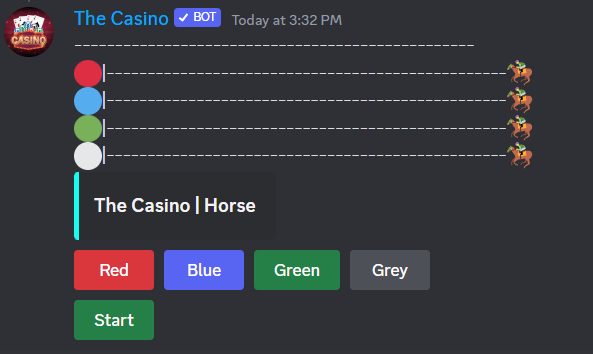 CASINO
The Casino ✓ BOT Today at 3:32 PM
----------------------------------------
|----------------------------------------🏇
|----------------------------------------🏇
|----------------------------------------🏇
|----------------------------------------🏇
The Casino | Horse
Red Blue Green Grey
Start